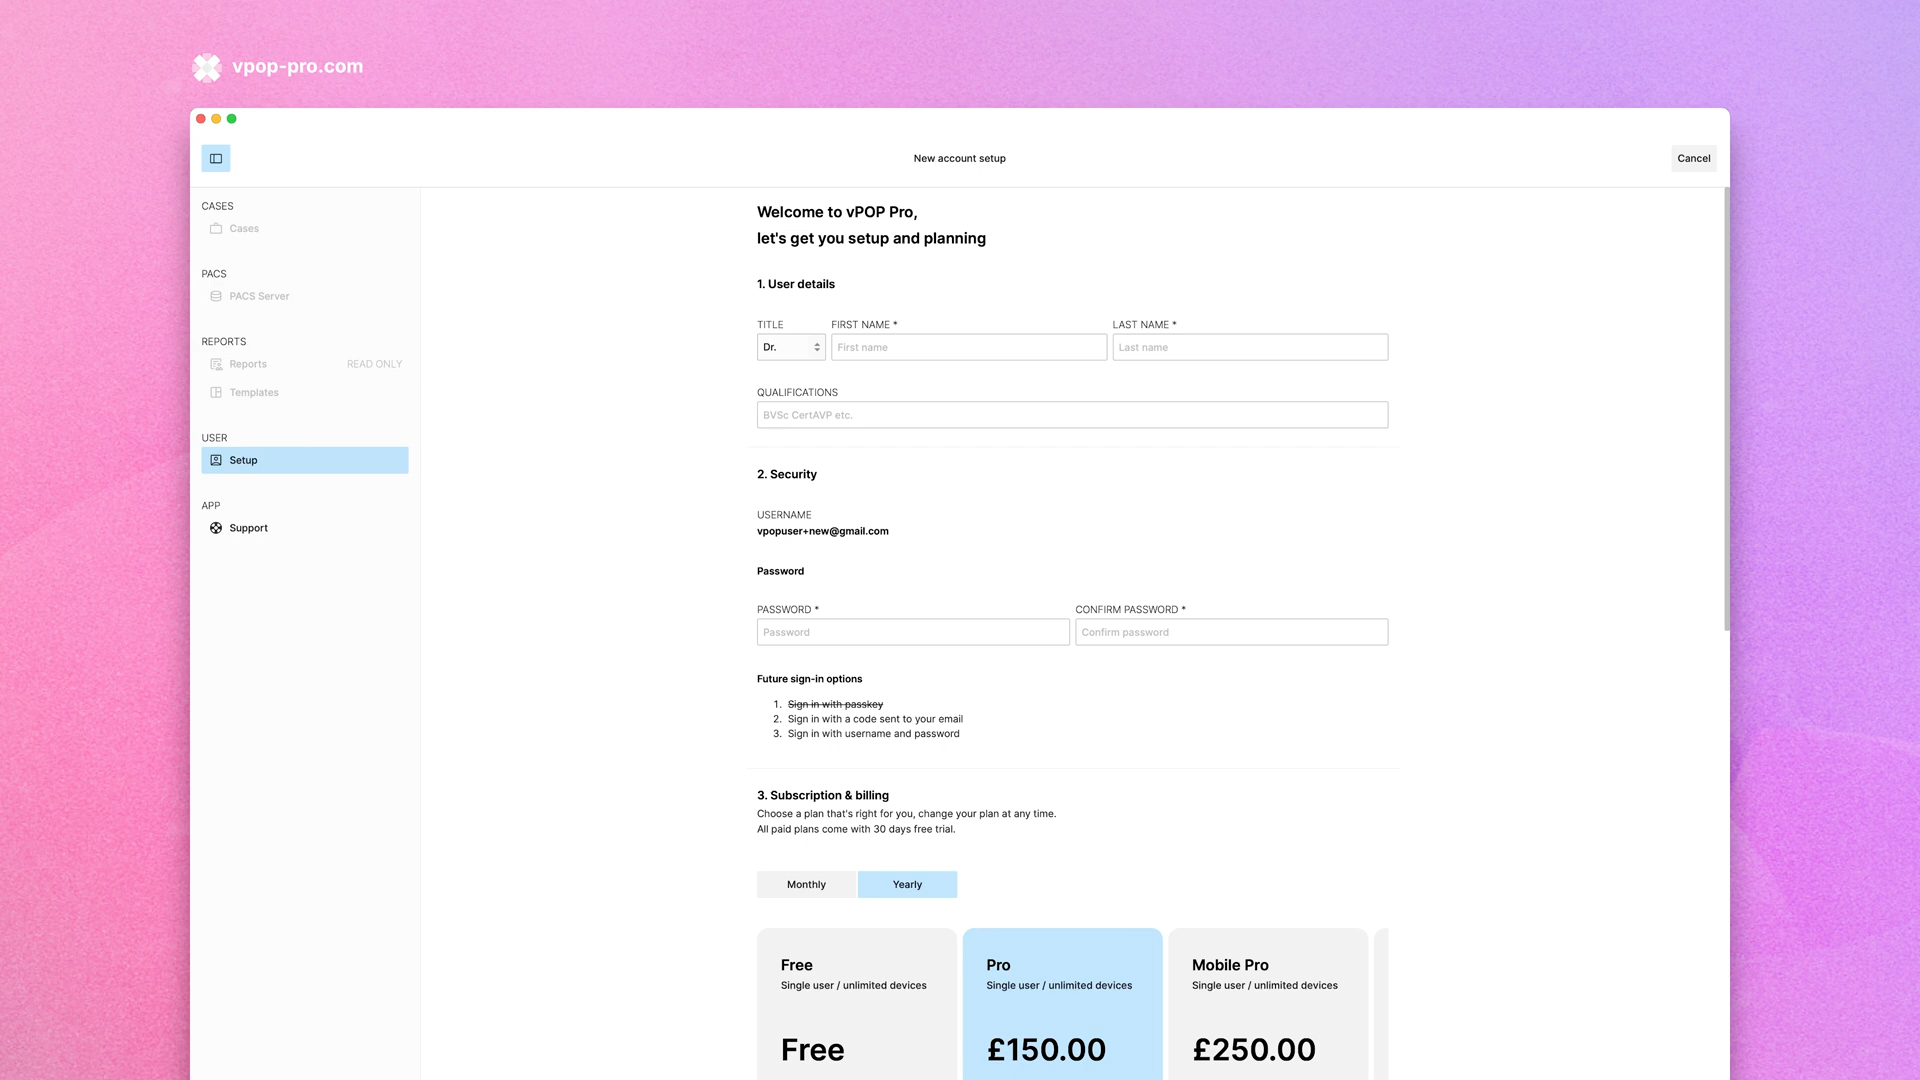 vpop-pro.com
New account setup
Cancel
CASES
Cases
PACS
PACS Server
REPORTS
Reports READ ONLY
Templates
USER
Setup
APP
Support
Welcome to vPOP Pro,
let's get you setup and planning
1. User details
TITLE FIRST NAME * LAST NAME *
Dr. First name Last name
QUALIFICATIONS
BVSc CertAVP etc.
2. Security
USERNAME
vpopuser+new@gmail.com
Password
PASSWORD * CONFIRM PASSWORD *
Password Confirm password
Future sign-in options
1. Sign in with passkey
2. Sign in with a code sent to your email
3. Sign in with username and password
3. Subscription & billing
Choose a plan that's right for you, change your plan at any time.
All paid plans come with 30 days free trial.
Monthly Yearly
Free Pro Mobile Pro
Single user / unlimited devices Single user / unlimited devices Single user / unlimited devices
Free £150.00 £250.00